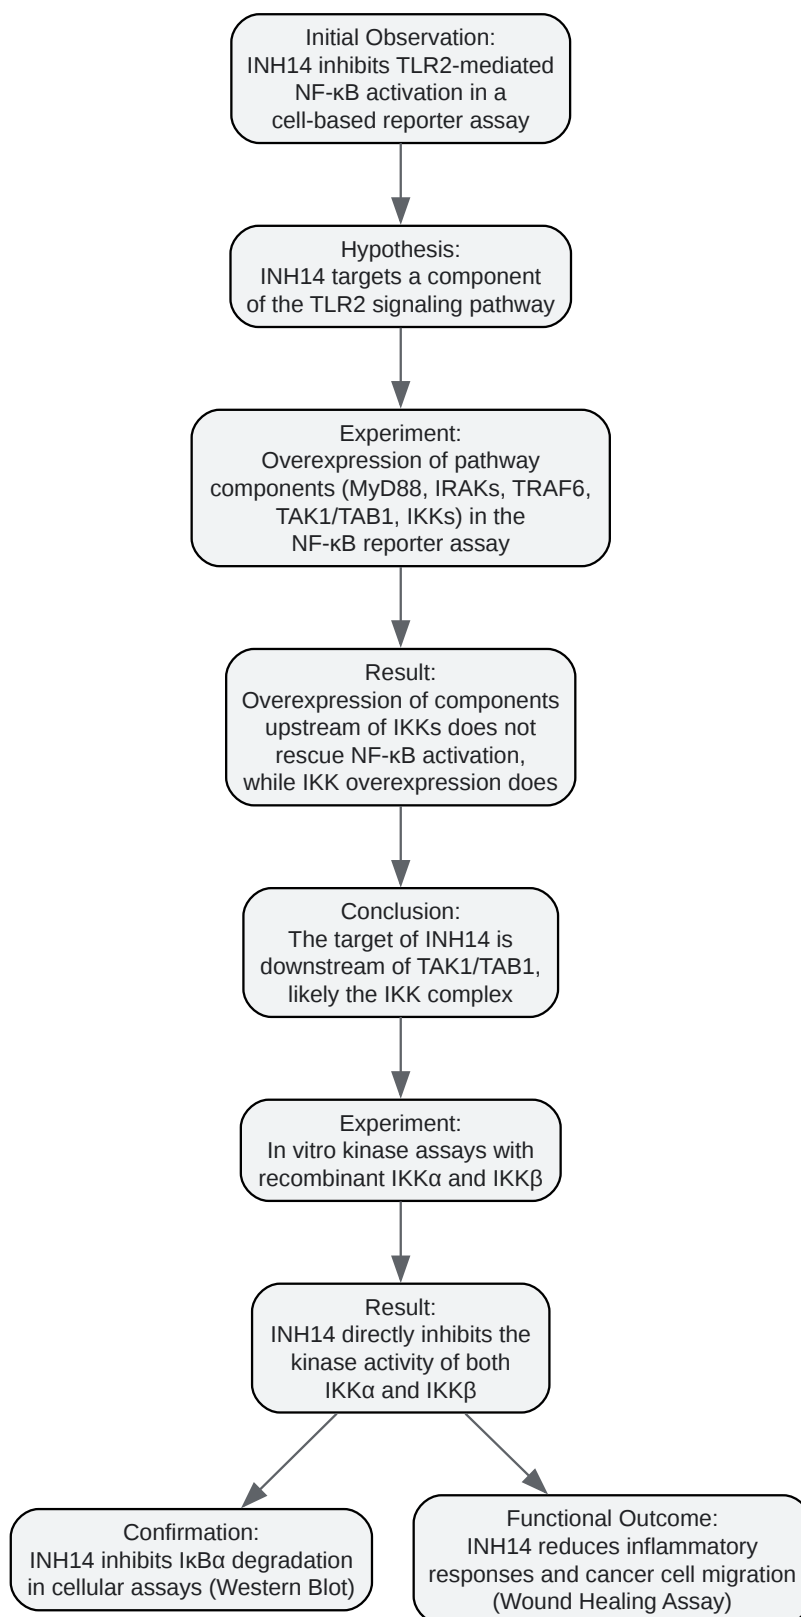 Initial Observation:
INH14 inhibits TLR2-mediated
NF-κB activation in a
cell-based reporter assay
Hypothesis:
INH14 targets a component
of the TLR2 signaling pathway
Experiment:
Overexpression of pathway
components (MyD88, IRAKs, TRAF6,
TAK1/TAB1, IKKs) in the
NF-κB reporter assay
Result:
Overexpression of components
upstream of IKKs does not
rescue NF-κB activation,
while IKK overexpression does
Conclusion:
The target of INH14 is
downstream of TAK1/TAB1,
likely the IKK complex
Experiment:
In vitro kinase assays with
recombinant IKKα and IKKβ
Result:
INH14 directly inhibits the
kinase activity of both
IKKα and IKKβ
Confirmation:
INH14 inhibits IκBα degradation
in cellular assays (Western Blot)
Functional Outcome:
INH14 reduces inflammatory
responses and cancer cell migration
(Wound Healing Assay)